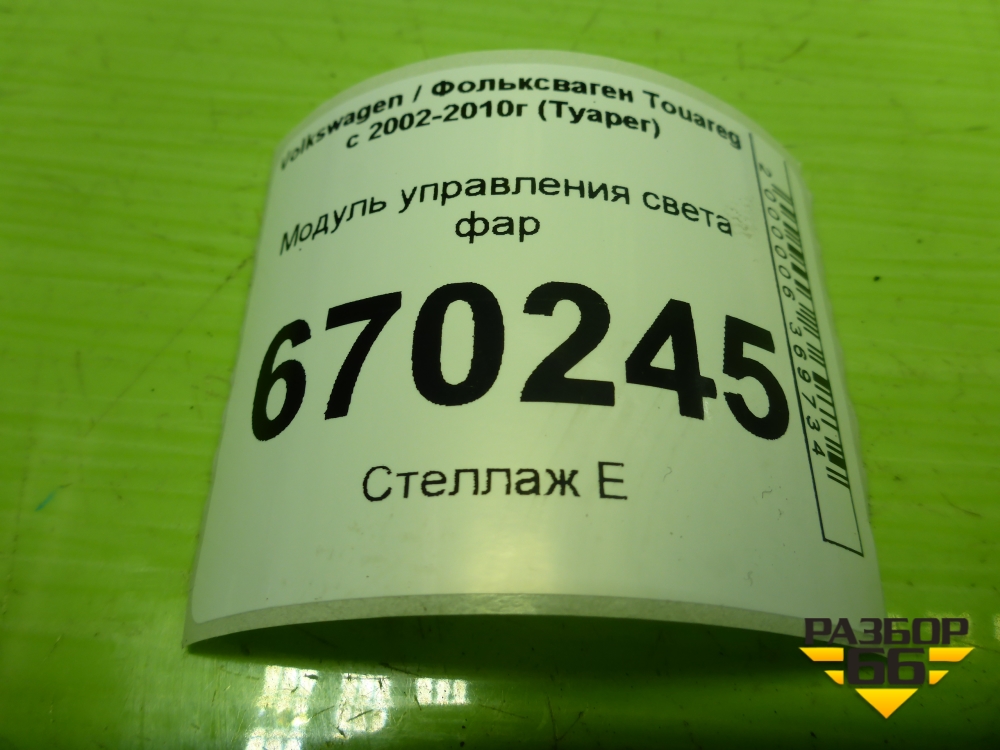 Volkswagen / Фольксваген Touareg
с 2002-2010г (Туарег)
Модуль управления света
фар
670245
Стеллаж Е
2000006369734
РАЗБОР
66